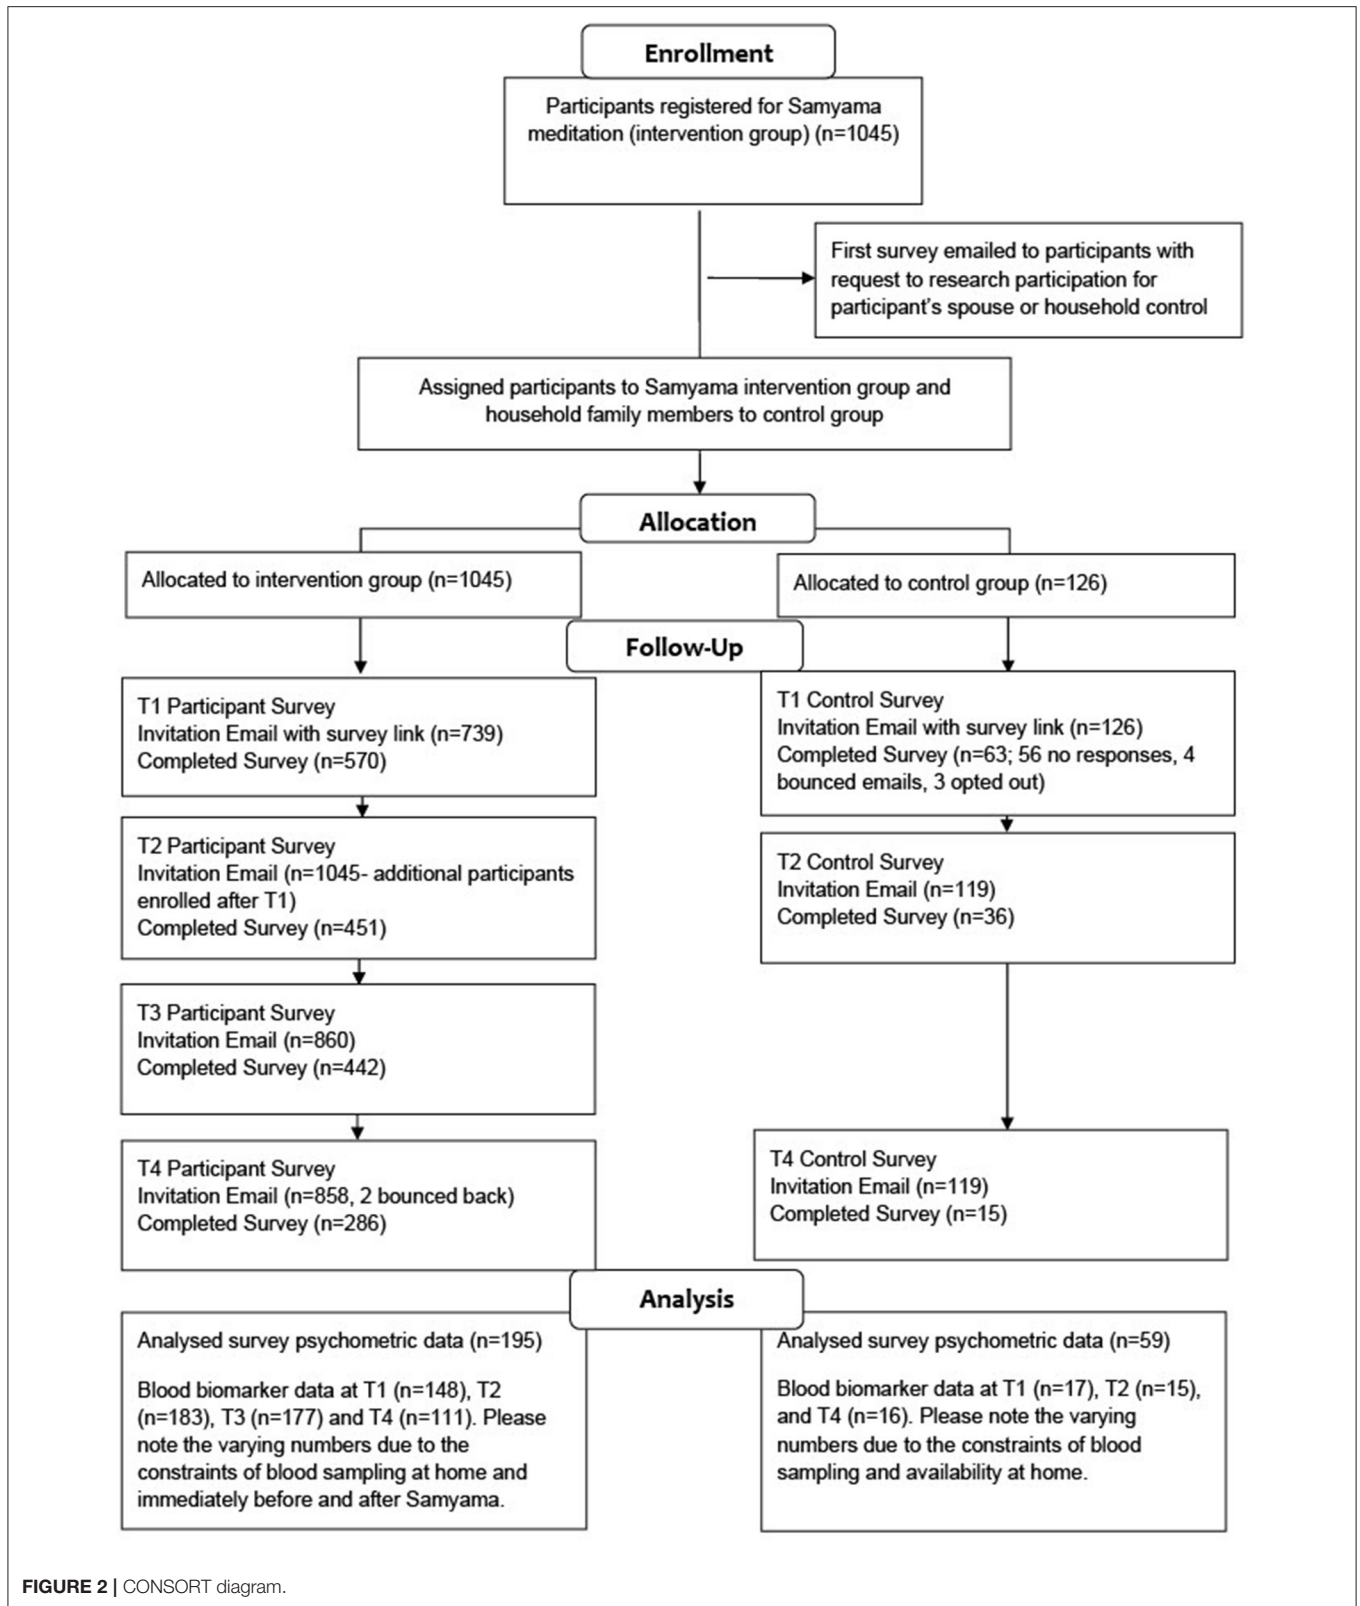 Enrollment
Participants registered for Samyama
meditation (intervention group) (n=1045)
First survey emailed to participants with
request to research participation for
participant's spouse or household control
Assigned participants to Samyama intervention group and
household family members to control group
Allocation
Allocated to intervention group (n=1045)
Allocated to control group (n=126)
Follow-Up
T1 Participant Survey
Invitation Email with survey link (n=739)
Completed Survey (n=570)
T1 Control Survey
Invitation Email with survey link (n=126)
Completed Survey (n=63; 56 no responses, 4
bounced emails, 3 opted out)
T2 Participant Survey
Invitation Email (n=1045- additional participants
enrolled after T1)
Completed Survey (n=451)
T2 Control Survey
Invitation Email (n=119)
Completed Survey (n=36)
T3 Participant Survey
Invitation Email (n=860)
Completed Survey (n=442)
T4 Participant Survey
Invitation Email (n=858, 2 bounced back)
Completed Survey (n=286)
T4 Control Survey
Invitation Email (n=119)
Completed Survey (n=15)
Analysis
Analysed survey psychometric data (n=195)
Blood biomarker data at T1 (n=148), T2
(n=183), T3 (n=177) and T4 (n=111). Please
note the varying numbers due to the
constraints of blood sampling at home and
immediately before and after Samyama.
Analysed survey psychometric data (n=59)
Blood biomarker data at T1 (n=17), T2 (n=15),
and T4 (n=16). Please note the varying
numbers due to the constraints of blood
sampling and availability at home.
FIGURE 2 | CONSORT diagram.